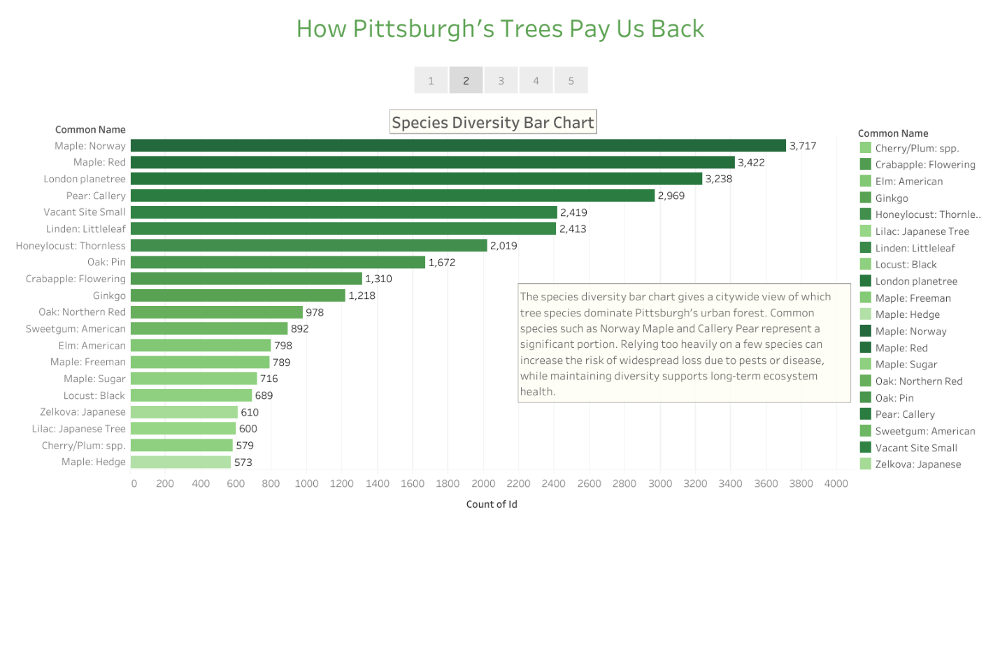 How Pittsburgh's Trees Pay Us Back
1 2 3 4 5
Species Diversity Bar Chart
Common Name
Maple: Norway 3,717
Maple: Red 3,422
London planetree 3,238
Pear: Callery 2,969
Vacant Site Small 2,419
Linden: Littleleaf 2,413
Honeylocust: Thornless 2,019
Oak: Pin 1,672
Crabapple: Flowering 1,310
Ginkgo 1,218
Oak: Northern Red 978
Sweetgum: American 892
Elm: American 798
Maple: Freeman 789
Maple: Sugar 716
Locust: Black 689
Zelkova: Japanese 610
Lilac: Japanese Tree 600
Cherry/Plum: spp. 579
Maple: Hedge 573
0 200 400 600 800 1000 1200 1400 1600 1800 2000 2200 2400 2600 2800 3000 3200 3400 3600 3800 4000
Count of Id
The species diversity bar chart gives a citywide view of which
tree species dominate Pittsburgh's urban forest. Common
species such as Norway Maple and Callery Pear represent a
significant portion. Relying too heavily on a few species can
increase the risk of widespread loss due to pests or disease,
while maintaining diversity supports long-term ecosystem
health.
Common Name
Cherry/Plum: spp.
Crabapple: Flowering
Elm: American
Ginkgo
Honeylocust: Thornle..
Lilac: Japanese Tree
Linden: Littleleaf
Locust: Black
London planetree
Maple: Freeman
Maple: Hedge
Maple: Norway
Maple: Red
Maple: Sugar
Oak: Northern Red
Oak: Pin
Pear: Callery
Sweetgum: American
Vacant Site Small
Zelkova: Japanese